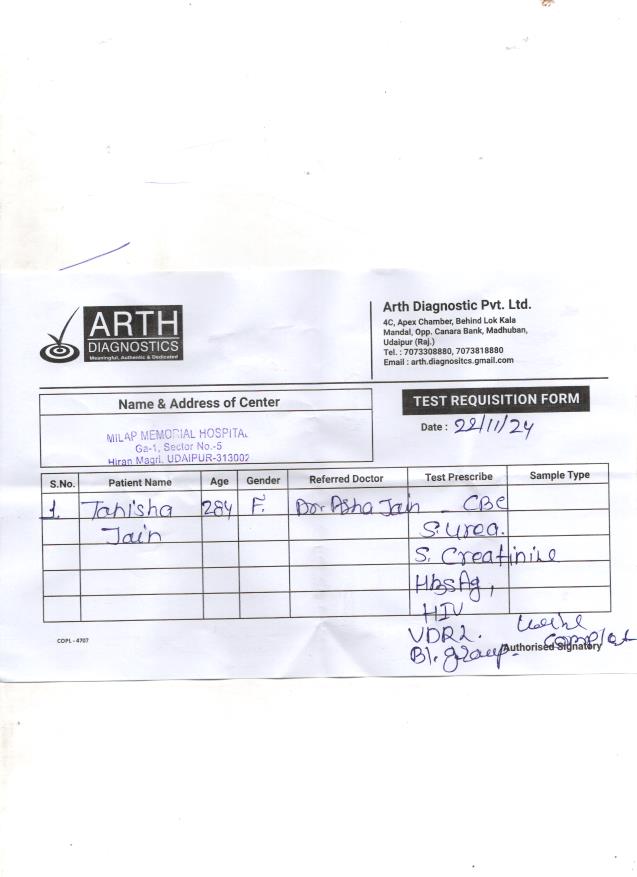 ARTH
DIAGNOSTICS
Meaningful, Authentic & Dedicated
Arth Diagnostic Pvt. Ltd.
4C, Apex Chamber, Behind Lok Kala
Mandal, Opp. Canara Bank, Madhuban,
Udaipur (Raj.)
Tel. : 7073308880, 7073818880
Email : arth.diagnositcs.gmail.com
Name & Address of Center
MILAP MEMORIAL HOSPITAL
Ga-1, Sector No.-5
Hiran Magri, UDAIPUR-313002
TEST REQUISITION FORM
Date : 22/11/24
S.No. Patient Name Age Gender Referred Doctor Test Prescribe Sample Type
1. Tanisha 28y F. Dr. Asha Jain CBC
Jain S. urea.
S. Creatinine
HbsAg,
HIV
VDRL. Urine
Bl. group. Complet
Authorised Signatory
CDPL - 4707